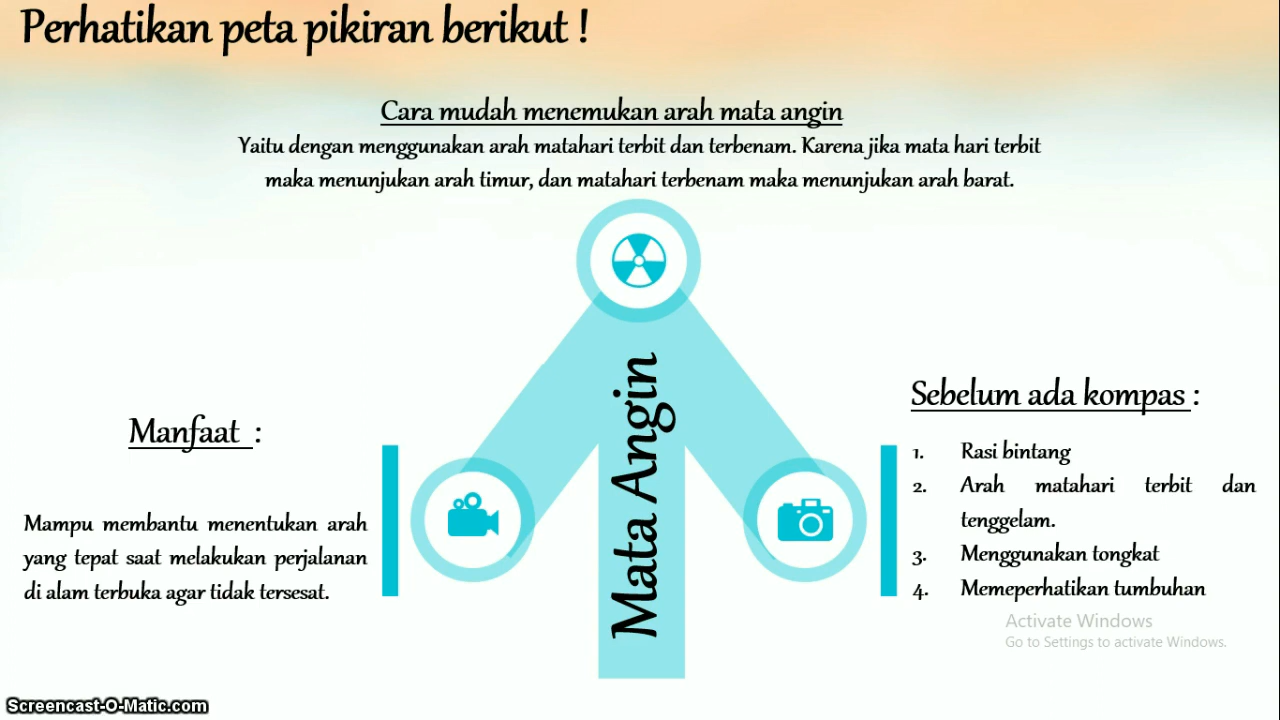 Perhatikan peta pikiran berikut !
Cara mudah menemukan arah mata angin
Yaitu dengan menggunakan arah matahari terbit dan terbenam. Karena jika mata hari terbit
maka menunjukan arah timur, dan matahari terbenam maka menunjukan arah barat.
Mata Angin
Manfaat :
Mampu membantu menentukan arah
yang tepat saat melakukan perjalanan
di alam terbuka agar tidak tersesat.
Sebelum ada kompas :
1. Rasi bintang
2. Arah matahari terbit dan
tenggelam.
3. Menggunakan tongkat
4. Memeperhatikan tumbuhan
Activate Windows
Go to Settings to activate Windows.
Screencast-O-Matic.com